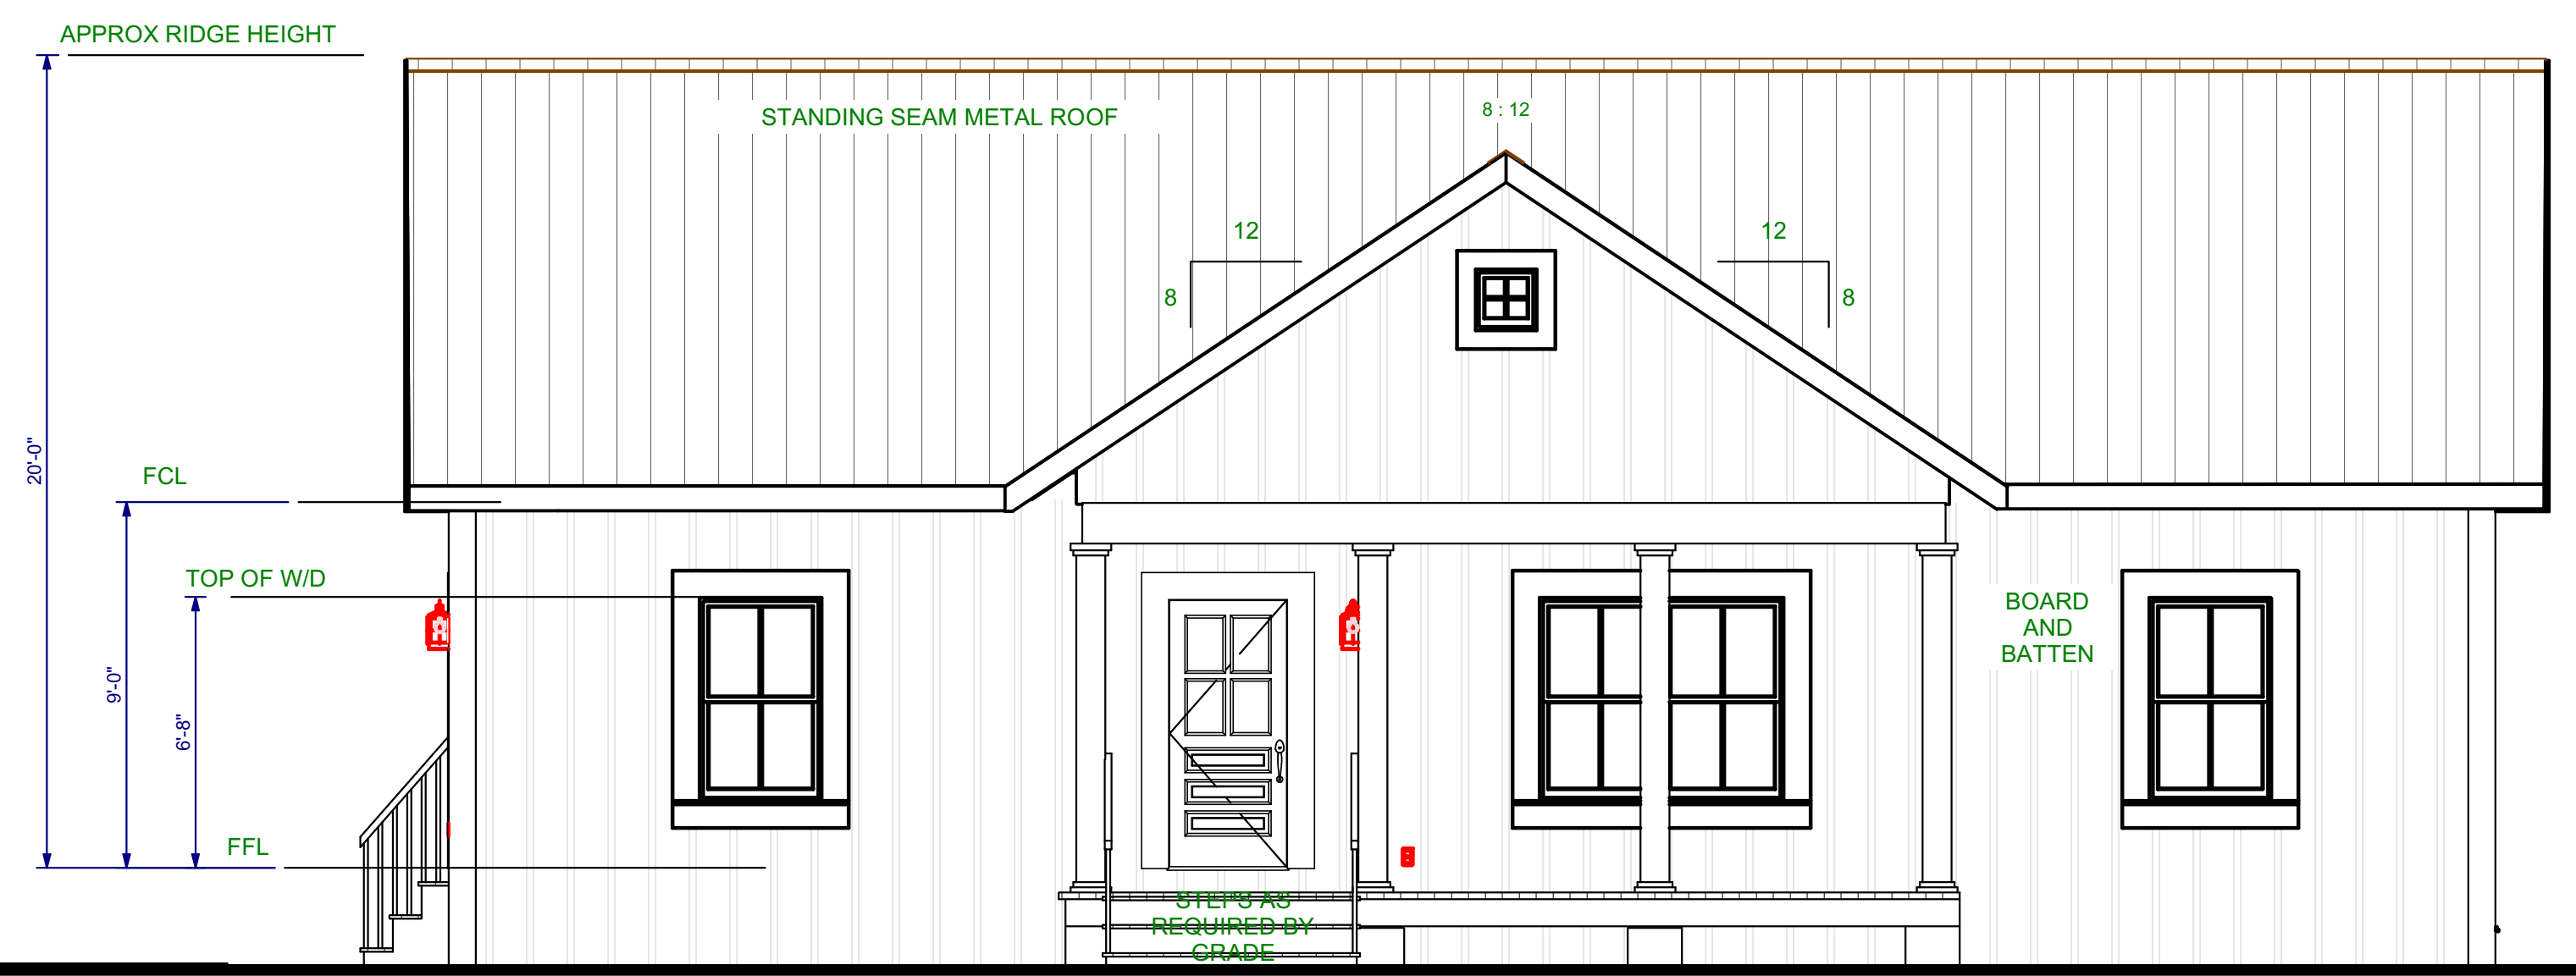 APPROX RIDGE HEIGHT
STANDING SEAM METAL ROOF
8 : 12
12
12
8
8
20'-0"
FCL
TOP OF W/D
BOARD
AND
BATTEN
9'-0"
6'-8"
FFL
STEPS AS
REQUIRED BY
GRADE